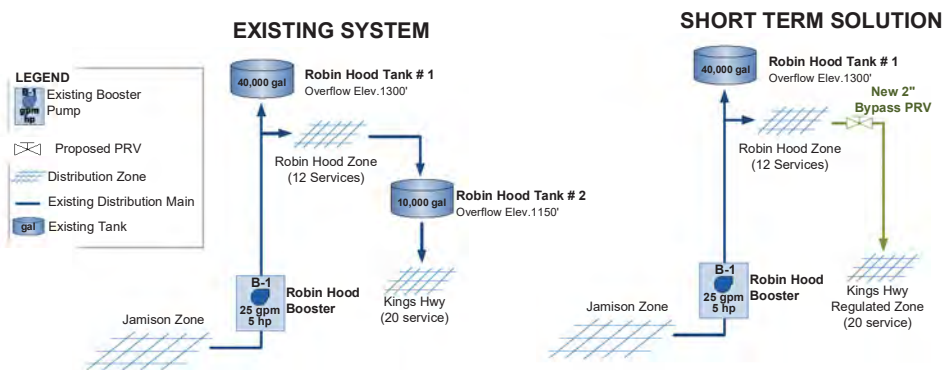 EXISTING SYSTEM
SHORT TERM SOLUTION
LEGEND
B-1
gpm
hp
Existing Booster
Pump
Proposed PRV
Distribution Zone
Existing Distribution Main
gal
Existing Tank
40,000 gal
Robin Hood Tank # 1
Overflow Elev.1300'
Robin Hood Zone
(12 Services)
10,000 gal
Robin Hood Tank # 2
Overflow Elev.1150'
B-1
25 gpm
5 hp
Robin Hood
Booster
Kings Hwy
(20 service)
Jamison Zone
40,000 gal
Robin Hood Tank # 1
Overflow Elev.1300'
New 2"
Bypass PRV
Robin Hood Zone
(12 Services)
B-1
25 gpm
5 hp
Robin Hood
Booster
Kings Hwy
Regulated Zone
(20 service)
Jamison Zone